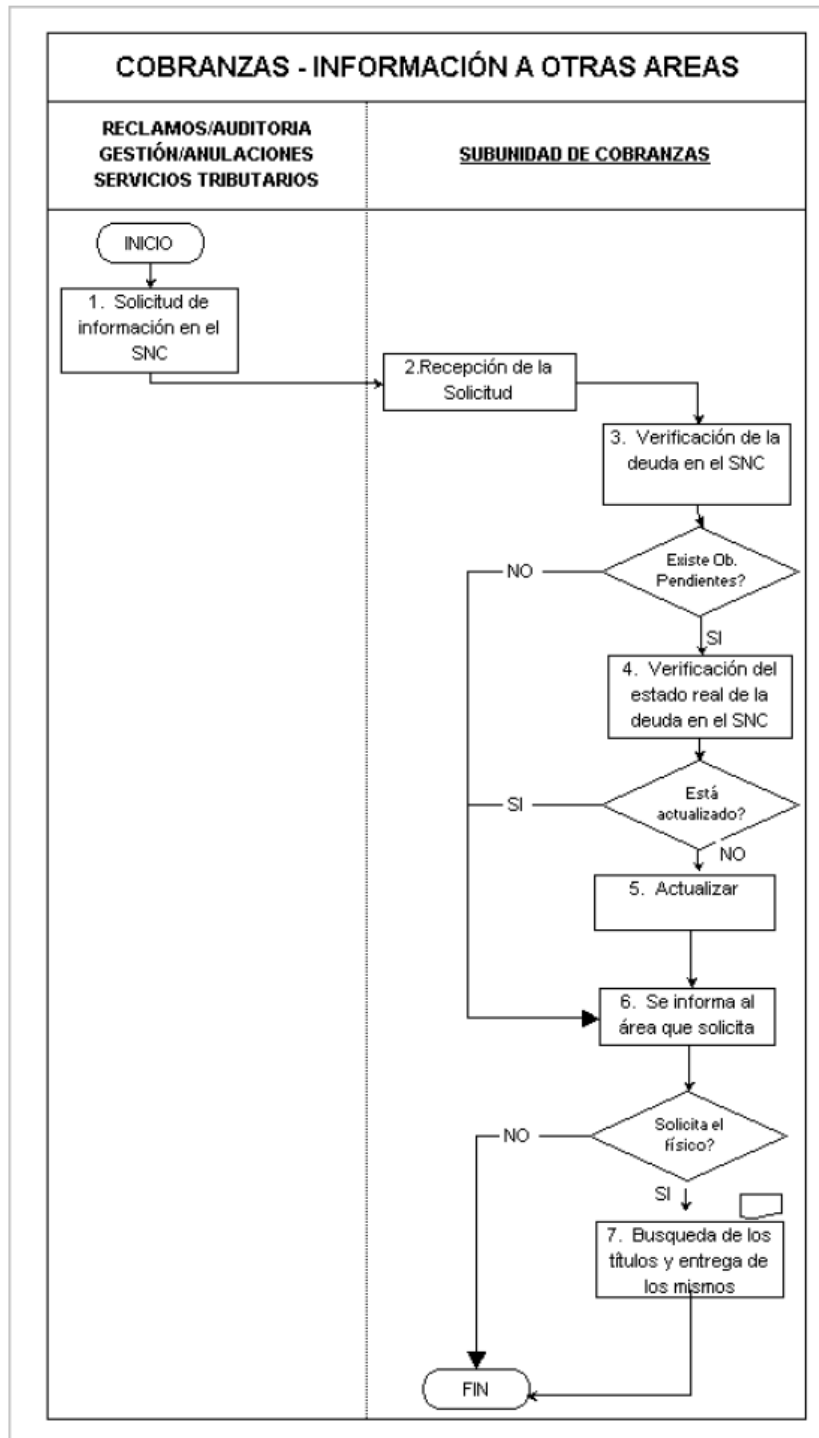 COBRANZAS - INFORMACIÓN A OTRAS AREAS
RECLAMOS/AUDITORIA
GESTIÓN/ANULACIONES
SERVICIOS TRIBUTARIOS
SUBUNIDAD DE COBRANZAS
INICIO
1. Solicitud de
información en el
SNC
2.Recepción de la
Solicitud
3. Verificación de la
deuda en el SNC
Existe Ob.
Pendientes?
NO
SI
4. Verificación del
estado real de la
deuda en el SNC
Está
actualizado?
SI
NO
5. Actualizar
6. Se informa al
área que solicita
Solicita el
físico?
NO
SI
7. Busqueda de los
títulos y entrega de
los mismos
FIN